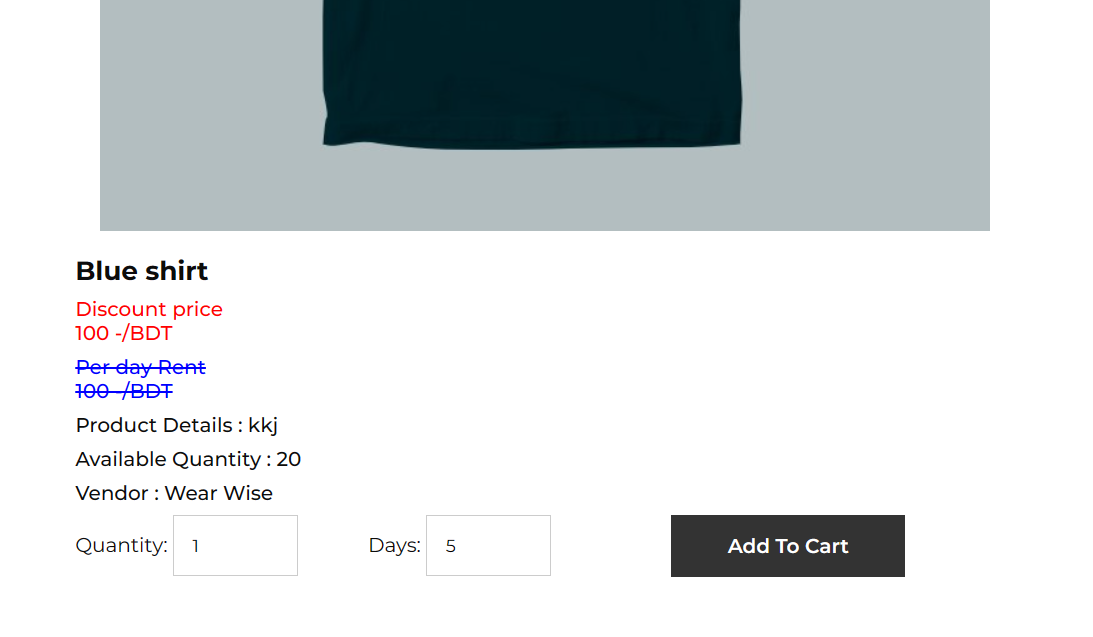 Blue shirt
Discount price
100 -/BDT
Per day Rent
100 -/BDT
Product Details : kkj
Available Quantity : 20
Vendor : Wear Wise
Quantity: 1 Days: 5 Add To Cart